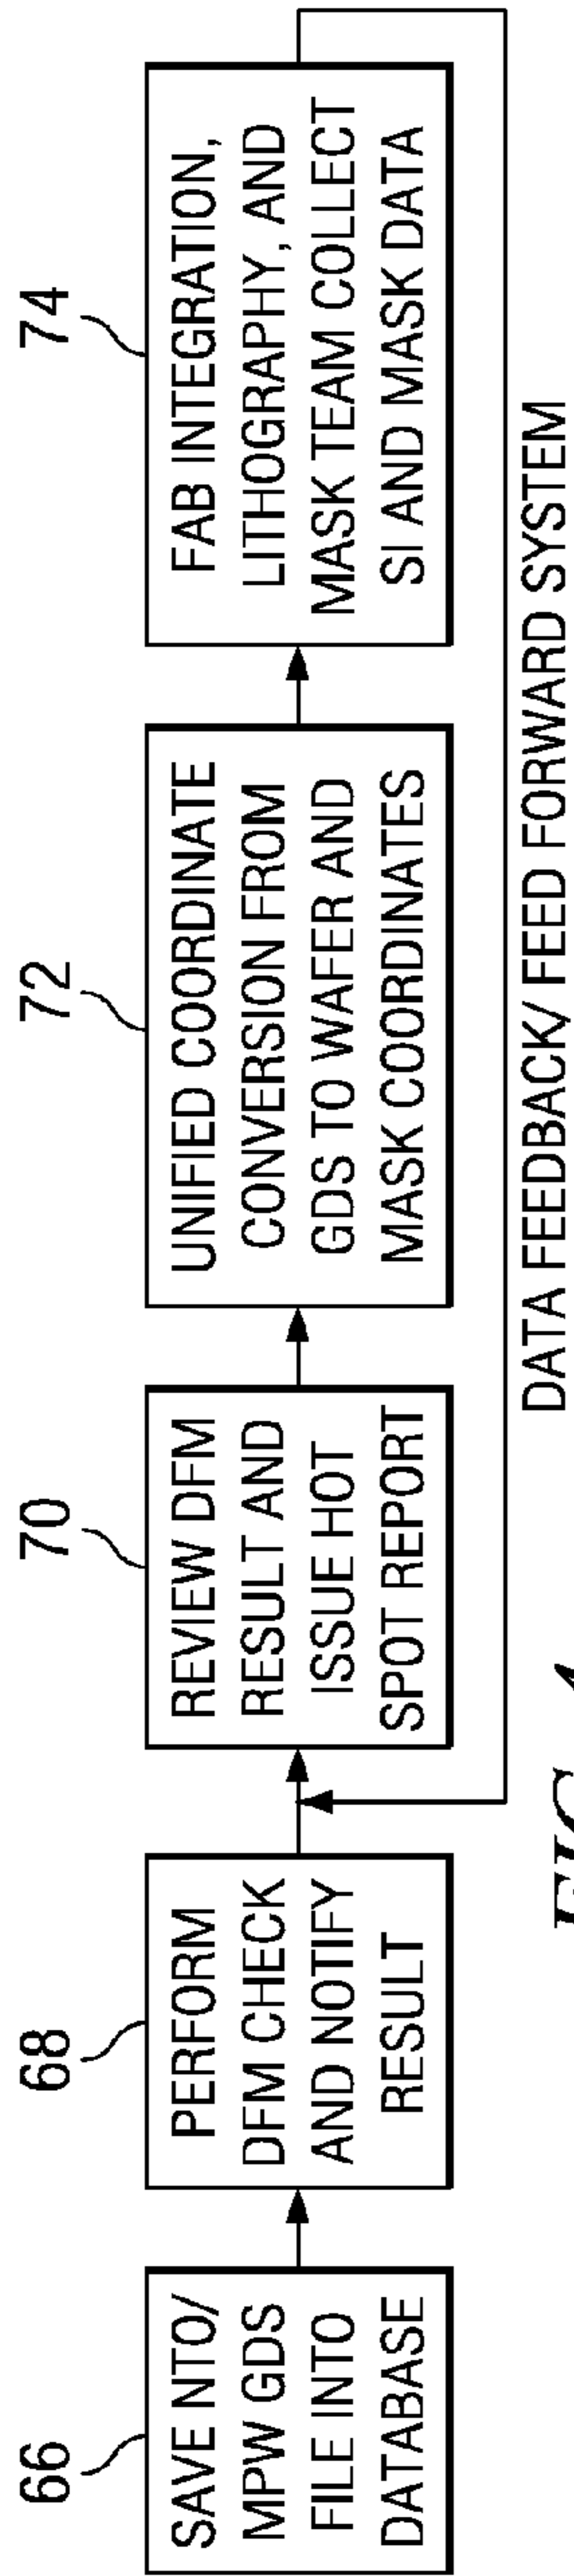 66
SAVE NTO/
MPW GDS
FILE INTO
DATABASE
68
PERFORM
DFM CHECK
AND NOTIFY
RESULT
70
REVIEW DFM
RESULT AND
ISSUE HOT
SPOT REPORT
72
UNIFIED COORDINATE
CONVERSION FROM
GDS TO WAFER AND
MASK COORDINATES
74
FAB INTEGRATION,
LITHOGRAPHY, AND
MASK TEAM COLLECT
SI AND MASK DATA
DATA FEEDBACK/ FEED FORWARD SYSTEM